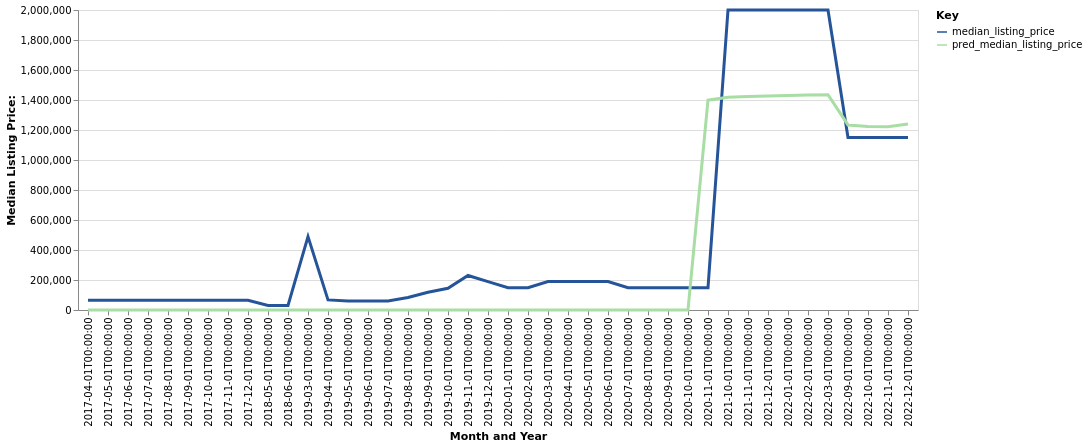 2,000,000
1,800,000
1,600,000
1,400,000
1,200,000
1,000,000
800,000
600,000
400,000
200,000
0
Median Listing Price:
2017-04-01T00:00:00
2017-05-01T00:00:00
2017-06-01T00:00:00
2017-07-01T00:00:00
2017-08-01T00:00:00
2017-09-01T00:00:00
2017-10-01T00:00:00
2017-11-01T00:00:00
2017-12-01T00:00:00
2018-05-01T00:00:00
2018-06-01T00:00:00
2019-03-01T00:00:00
2019-04-01T00:00:00
2019-05-01T00:00:00
2019-06-01T00:00:00
2019-07-01T00:00:00
2019-08-01T00:00:00
2019-09-01T00:00:00
2019-10-01T00:00:00
2019-11-01T00:00:00
2019-12-01T00:00:00
2020-01-01T00:00:00
2020-02-01T00:00:00
2020-03-01T00:00:00
2020-04-01T00:00:00
2020-05-01T00:00:00
2020-06-01T00:00:00
2020-07-01T00:00:00
2020-08-01T00:00:00
2020-09-01T00:00:00
2020-10-01T00:00:00
2020-11-01T00:00:00
2021-10-01T00:00:00
2021-11-01T00:00:00
2021-12-01T00:00:00
2022-01-01T00:00:00
2022-02-01T00:00:00
2022-03-01T00:00:00
2022-09-01T00:00:00
2022-10-01T00:00:00
2022-11-01T00:00:00
2022-12-01T00:00:00
Month and Year
Key
median_listing_price
pred_median_listing_price